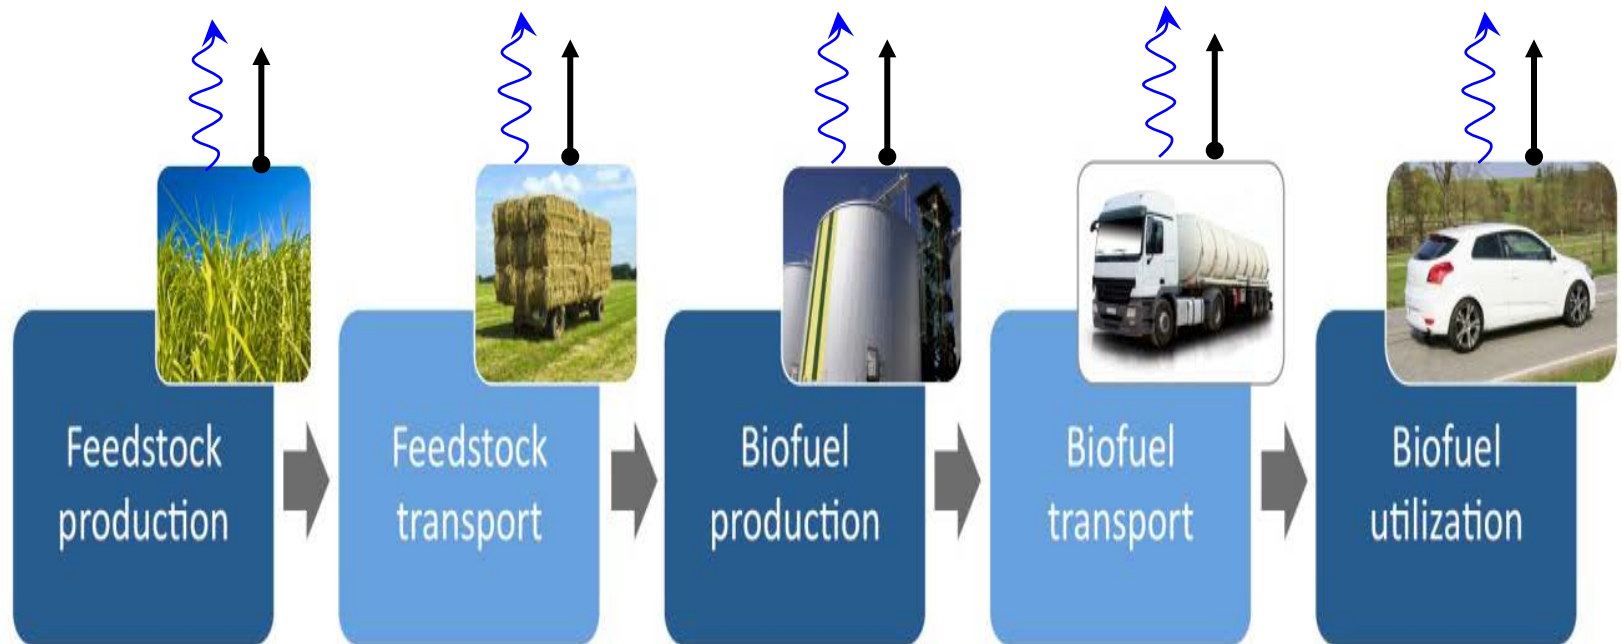 Feedstock
production
Feedstock
transport
Biofuel
production
Biofuel
transport
Biofuel
utilization